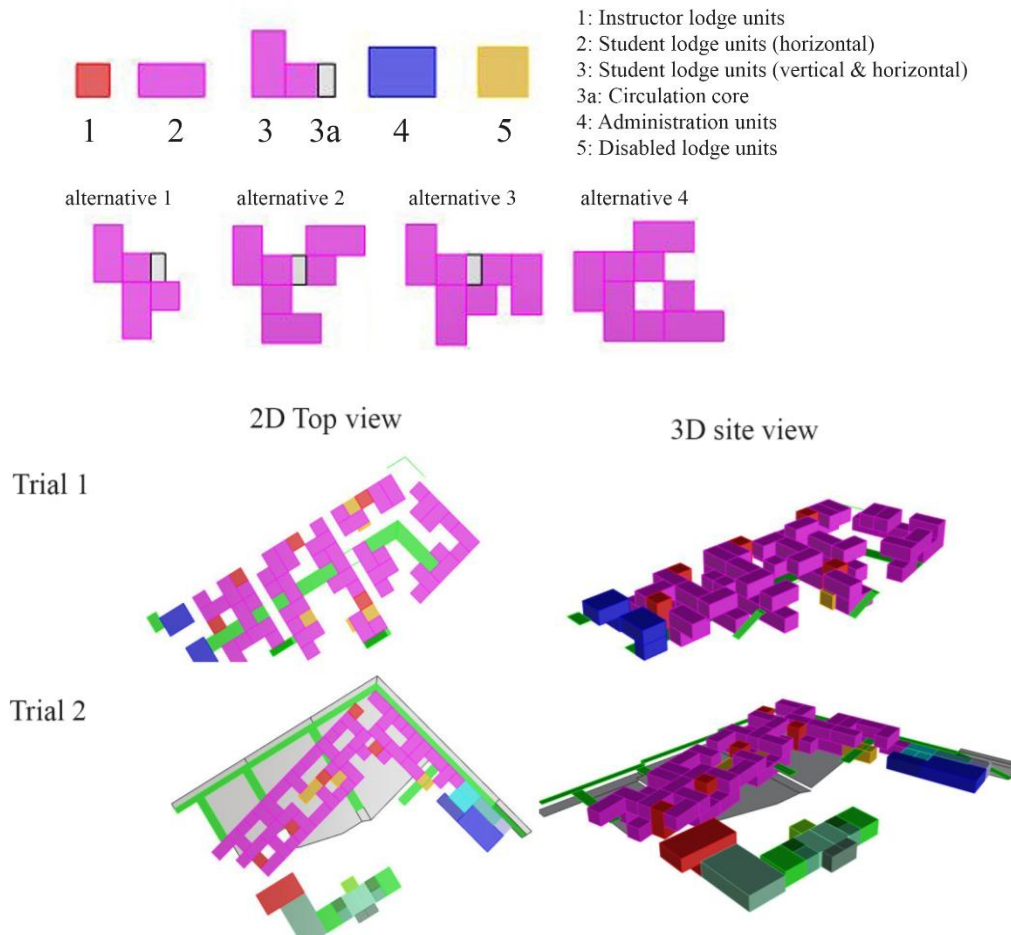 1: Instructor lodge units
2: Student lodge units (horizontal)
3: Student lodge units (vertical & horizontal)
3a: Circulation core
4: Administration units
5: Disabled lodge units
1 2 3 3a 4 5
alternative 1 alternative 2 alternative 3 alternative 4
2D Top view 3D site view
Trial 1
Trial 2